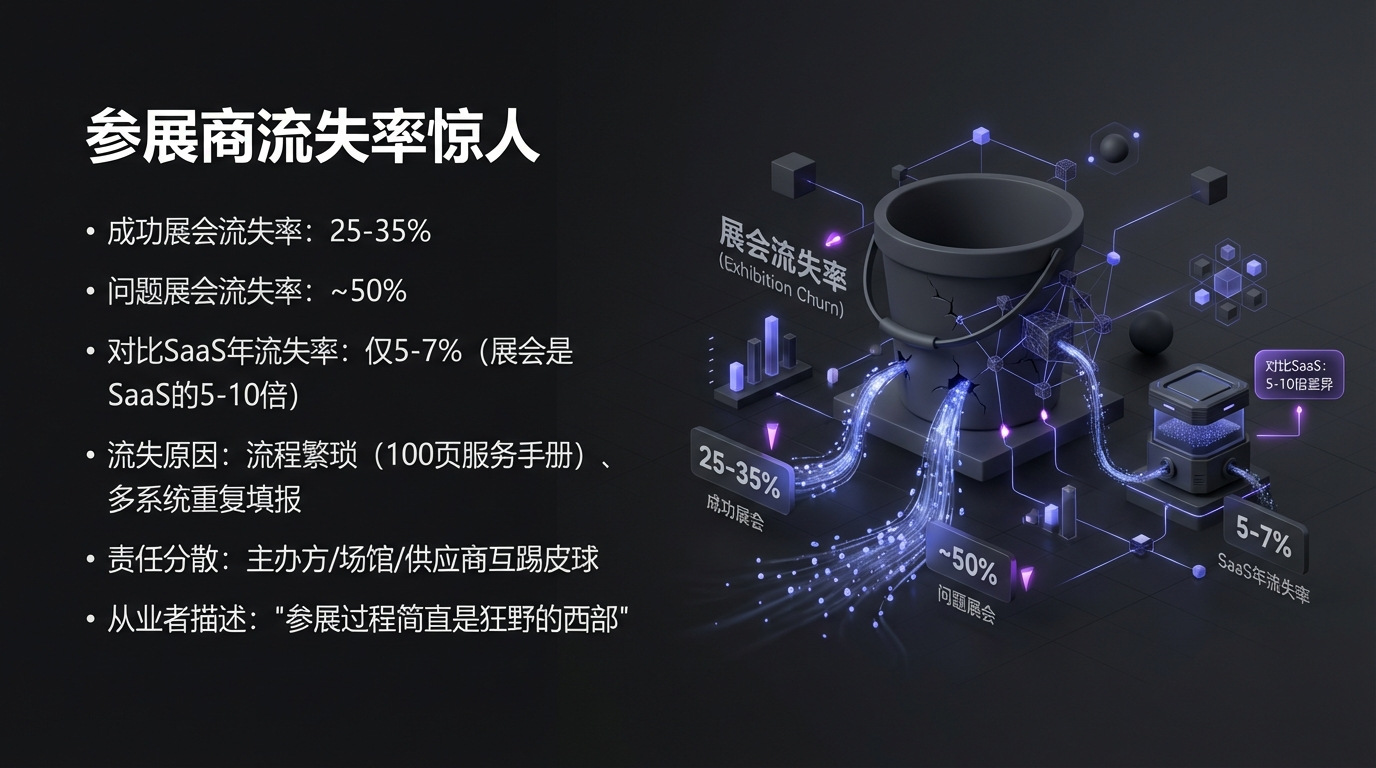 参展商流失率惊人
• 成功展会流失率：25-35%
• 问题展会流失率：~50%
• 对比SaaS年流失率：仅5-7%（展会是
SaaS的5-10倍）
• 流失原因：流程繁琐（100页服务手册）、
多系统重复填报
• 责任分散：主办方/场馆/供应商互踢皮球
• 从业者描述："参展过程简直是狂野的西部"
展会流失率
(Exhibition Churn)
25-35%
成功展会
~50%
问题展会
对比SaaS:
5-10倍
5-7%
SaaS年流失率